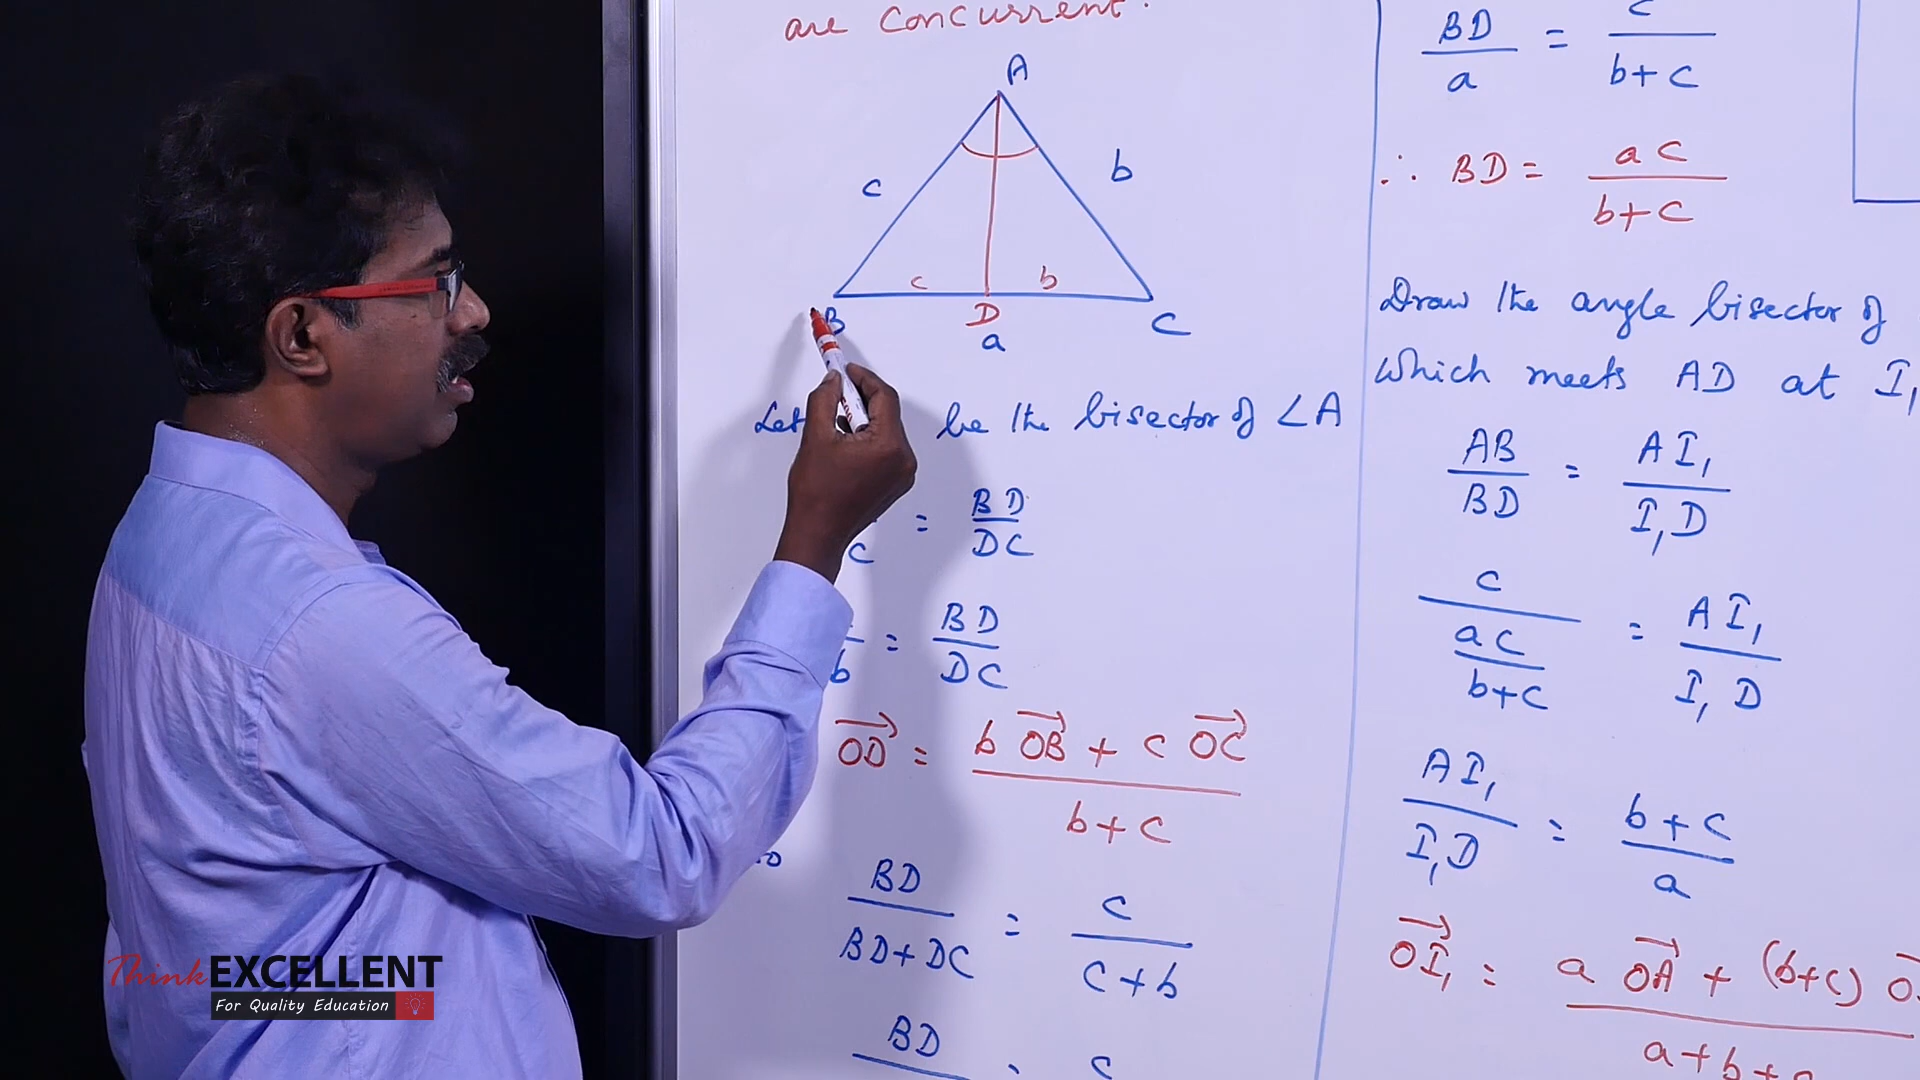 are concurrent.
A
c
b
c
b
B
D
C
a
Let be the bisector of ∠A
c = BD/DC
b = BD/DC
OD→ = (b OB→ + c OC→)/(b+c)
BD/(BD+DC) = c/(c+b)
BD = c
BD/a = c/(b+c)
∴ BD = ac/(b+c)
Draw the angle bisector of
which meets AD at I₁
AB/BD = AI₁/I₁D
c/(ac/(b+c)) = AI₁/I₁D
AI₁/I₁D = (b+c)/a
OI₁→ = (a OA→ + (b+c)
a+b+
Think EXCELLENT
For Quality Education